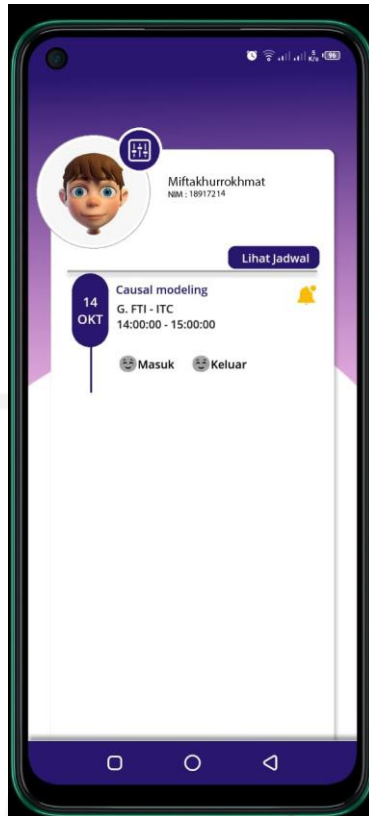 96
Miftakhurrokhmat
NIM : 18917214
Lihat Jadwal
14
OKT
Causal modeling
G. FTI - ITC
14:00:00 - 15:00:00
Masuk
Keluar